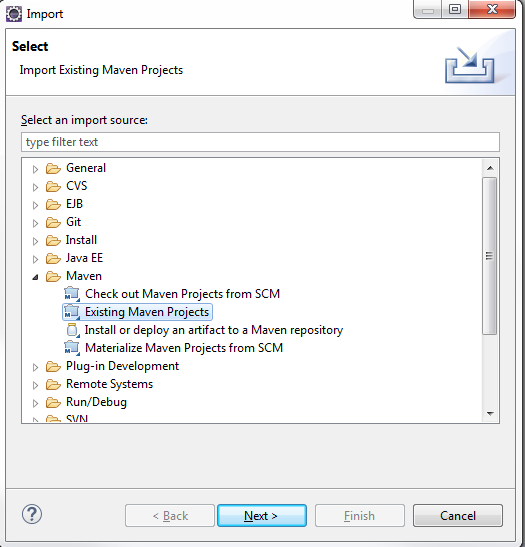 Import
Select
Import Existing Maven Projects
Select an import source:
type filter text
General
CVS
EJB
Git
Install
Java EE
Maven
Check out Maven Projects from SCM
Existing Maven Projects
Install or deploy an artifact to a Maven repository
Materialize Maven Projects from SCM
Plug-in Development
Remote Systems
Run/Debug
SVN
< Back
Next >
Finish
Cancel